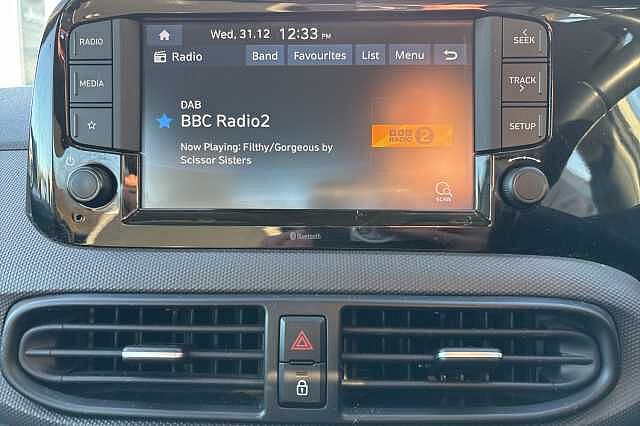 Wed, 31.12 12:33 PM
RADIO
Radio
Band
Favourites
List
Menu
SEEK
MEDIA
TRACK
DAB
BBC Radio2
BBC
RADIO 2
SETUP
Now Playing: Filthy/Gorgeous by
Scissor Sisters
SCAN
Bluetooth